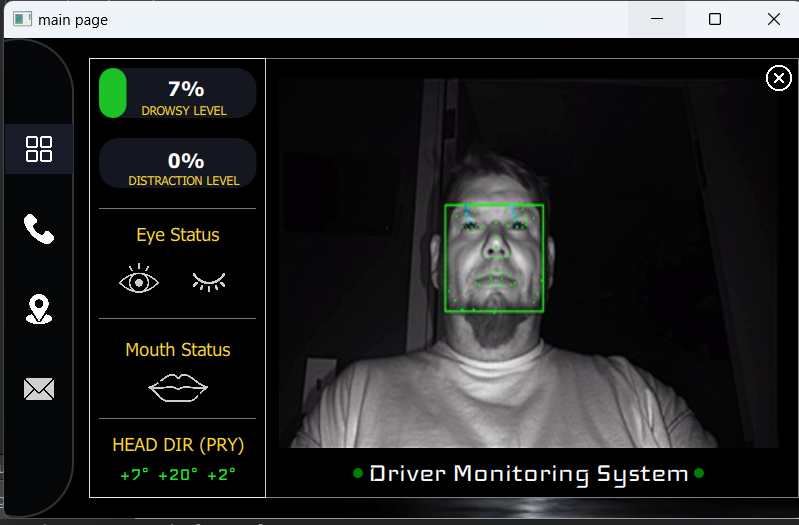 main page
7%
DROWSY LEVEL
0%
DISTRACTION LEVEL
Eye Status
Mouth Status
HEAD DIR (PRY)
+7° +20° +2°
Driver Monitoring System